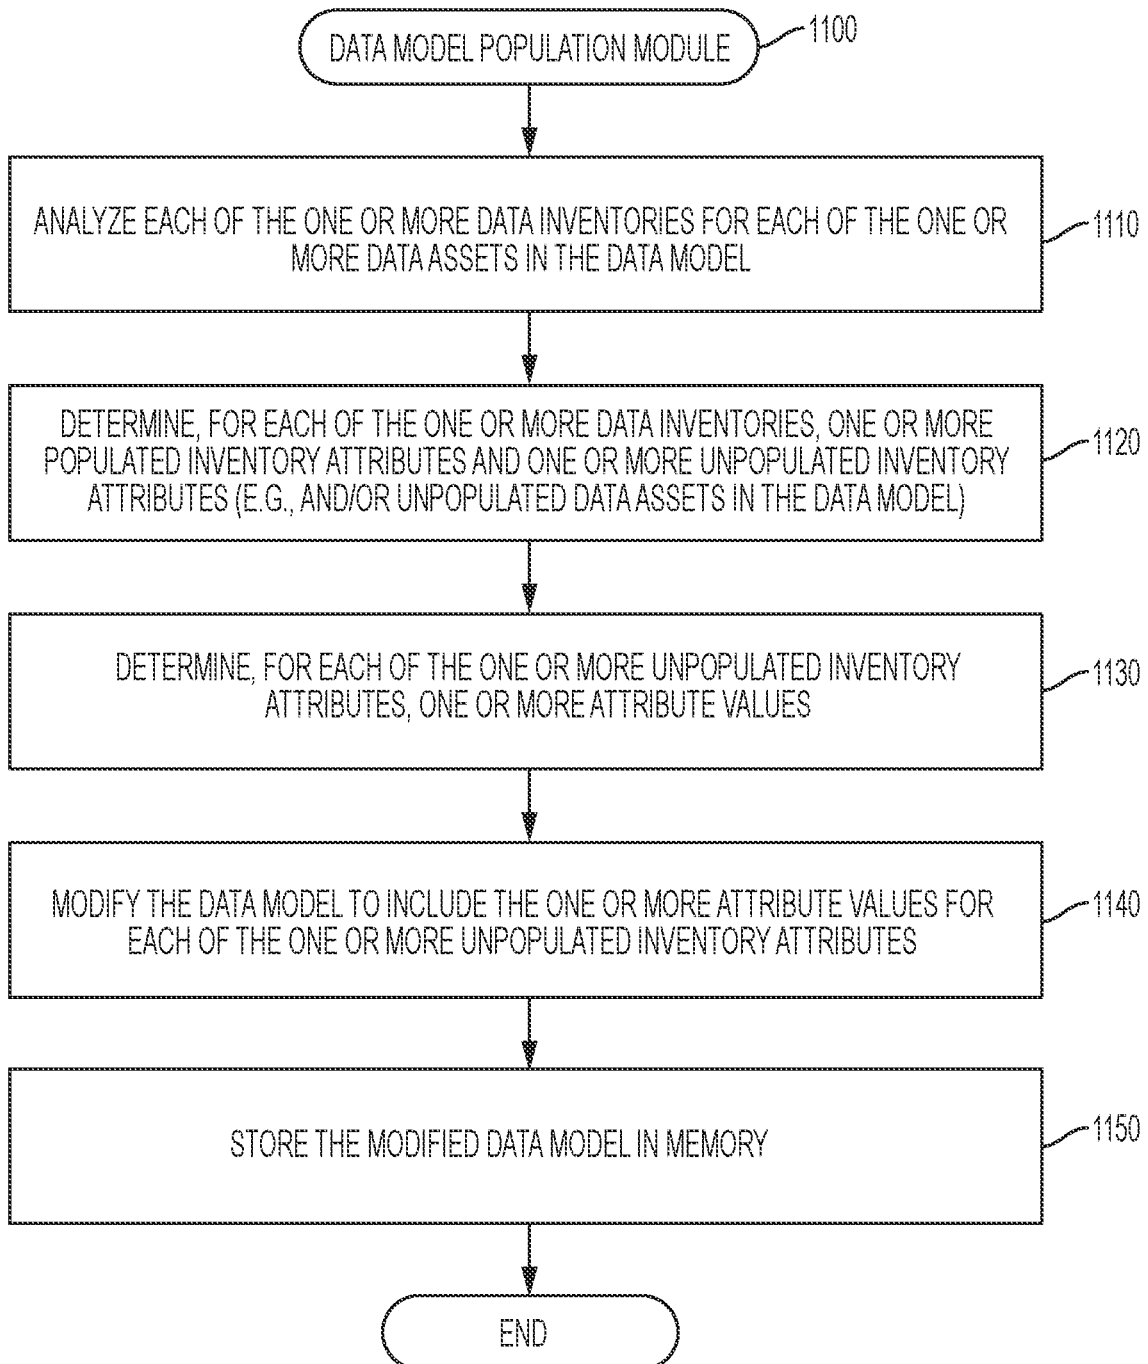 DATA MODEL POPULATION MODULE
1100
ANALYZE EACH OF THE ONE OR MORE DATA INVENTORIES FOR EACH OF THE ONE OR
MORE DATA ASSETS IN THE DATA MODEL
1110
DETERMINE, FOR EACH OF THE ONE OR MORE DATA INVENTORIES, ONE OR MORE
POPULATED INVENTORY ATTRIBUTES AND ONE OR MORE UNPOPULATED INVENTORY
ATTRIBUTES (E.G., AND/OR UNPOPULATED DATA ASSETS IN THE DATA MODEL)
1120
DETERMINE, FOR EACH OF THE ONE OR MORE UNPOPULATED INVENTORY
ATTRIBUTES, ONE OR MORE ATTRIBUTE VALUES
1130
MODIFY THE DATA MODEL TO INCLUDE THE ONE OR MORE ATTRIBUTE VALUES FOR
EACH OF THE ONE OR MORE UNPOPULATED INVENTORY ATTRIBUTES
1140
STORE THE MODIFIED DATA MODEL IN MEMORY
1150
END